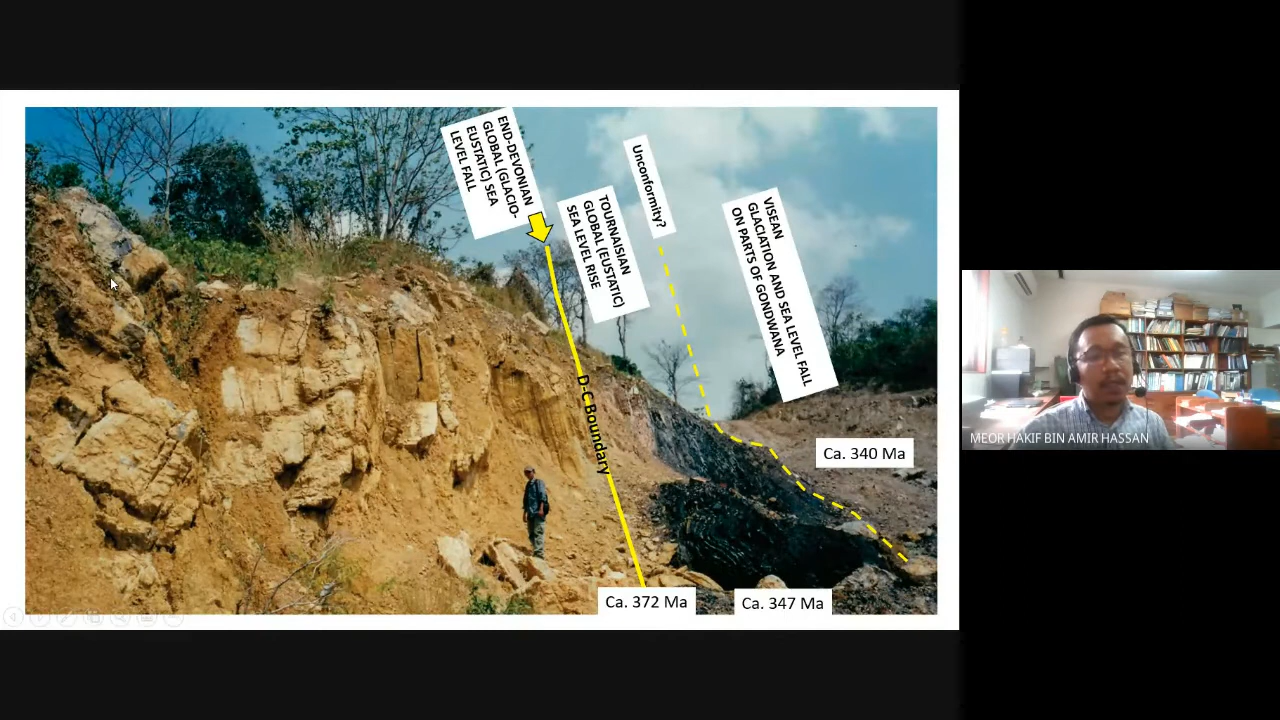 END-DEVONIAN
GLOBAL (GLACIO-
EUSTATIC) SEA
LEVEL FALL
TOURNAISIAN
GLOBAL (EUSTATIC)
SEA LEVEL RISE
Unconformity?
VISEAN
GLACIATION AND SEA LEVEL FALL
ON PARTS OF GONDWANA
D-C Boundary
Ca. 340 Ma
Ca. 372 Ma
Ca. 347 Ma
MEOR HAKIF BIN AMIR HASSAN